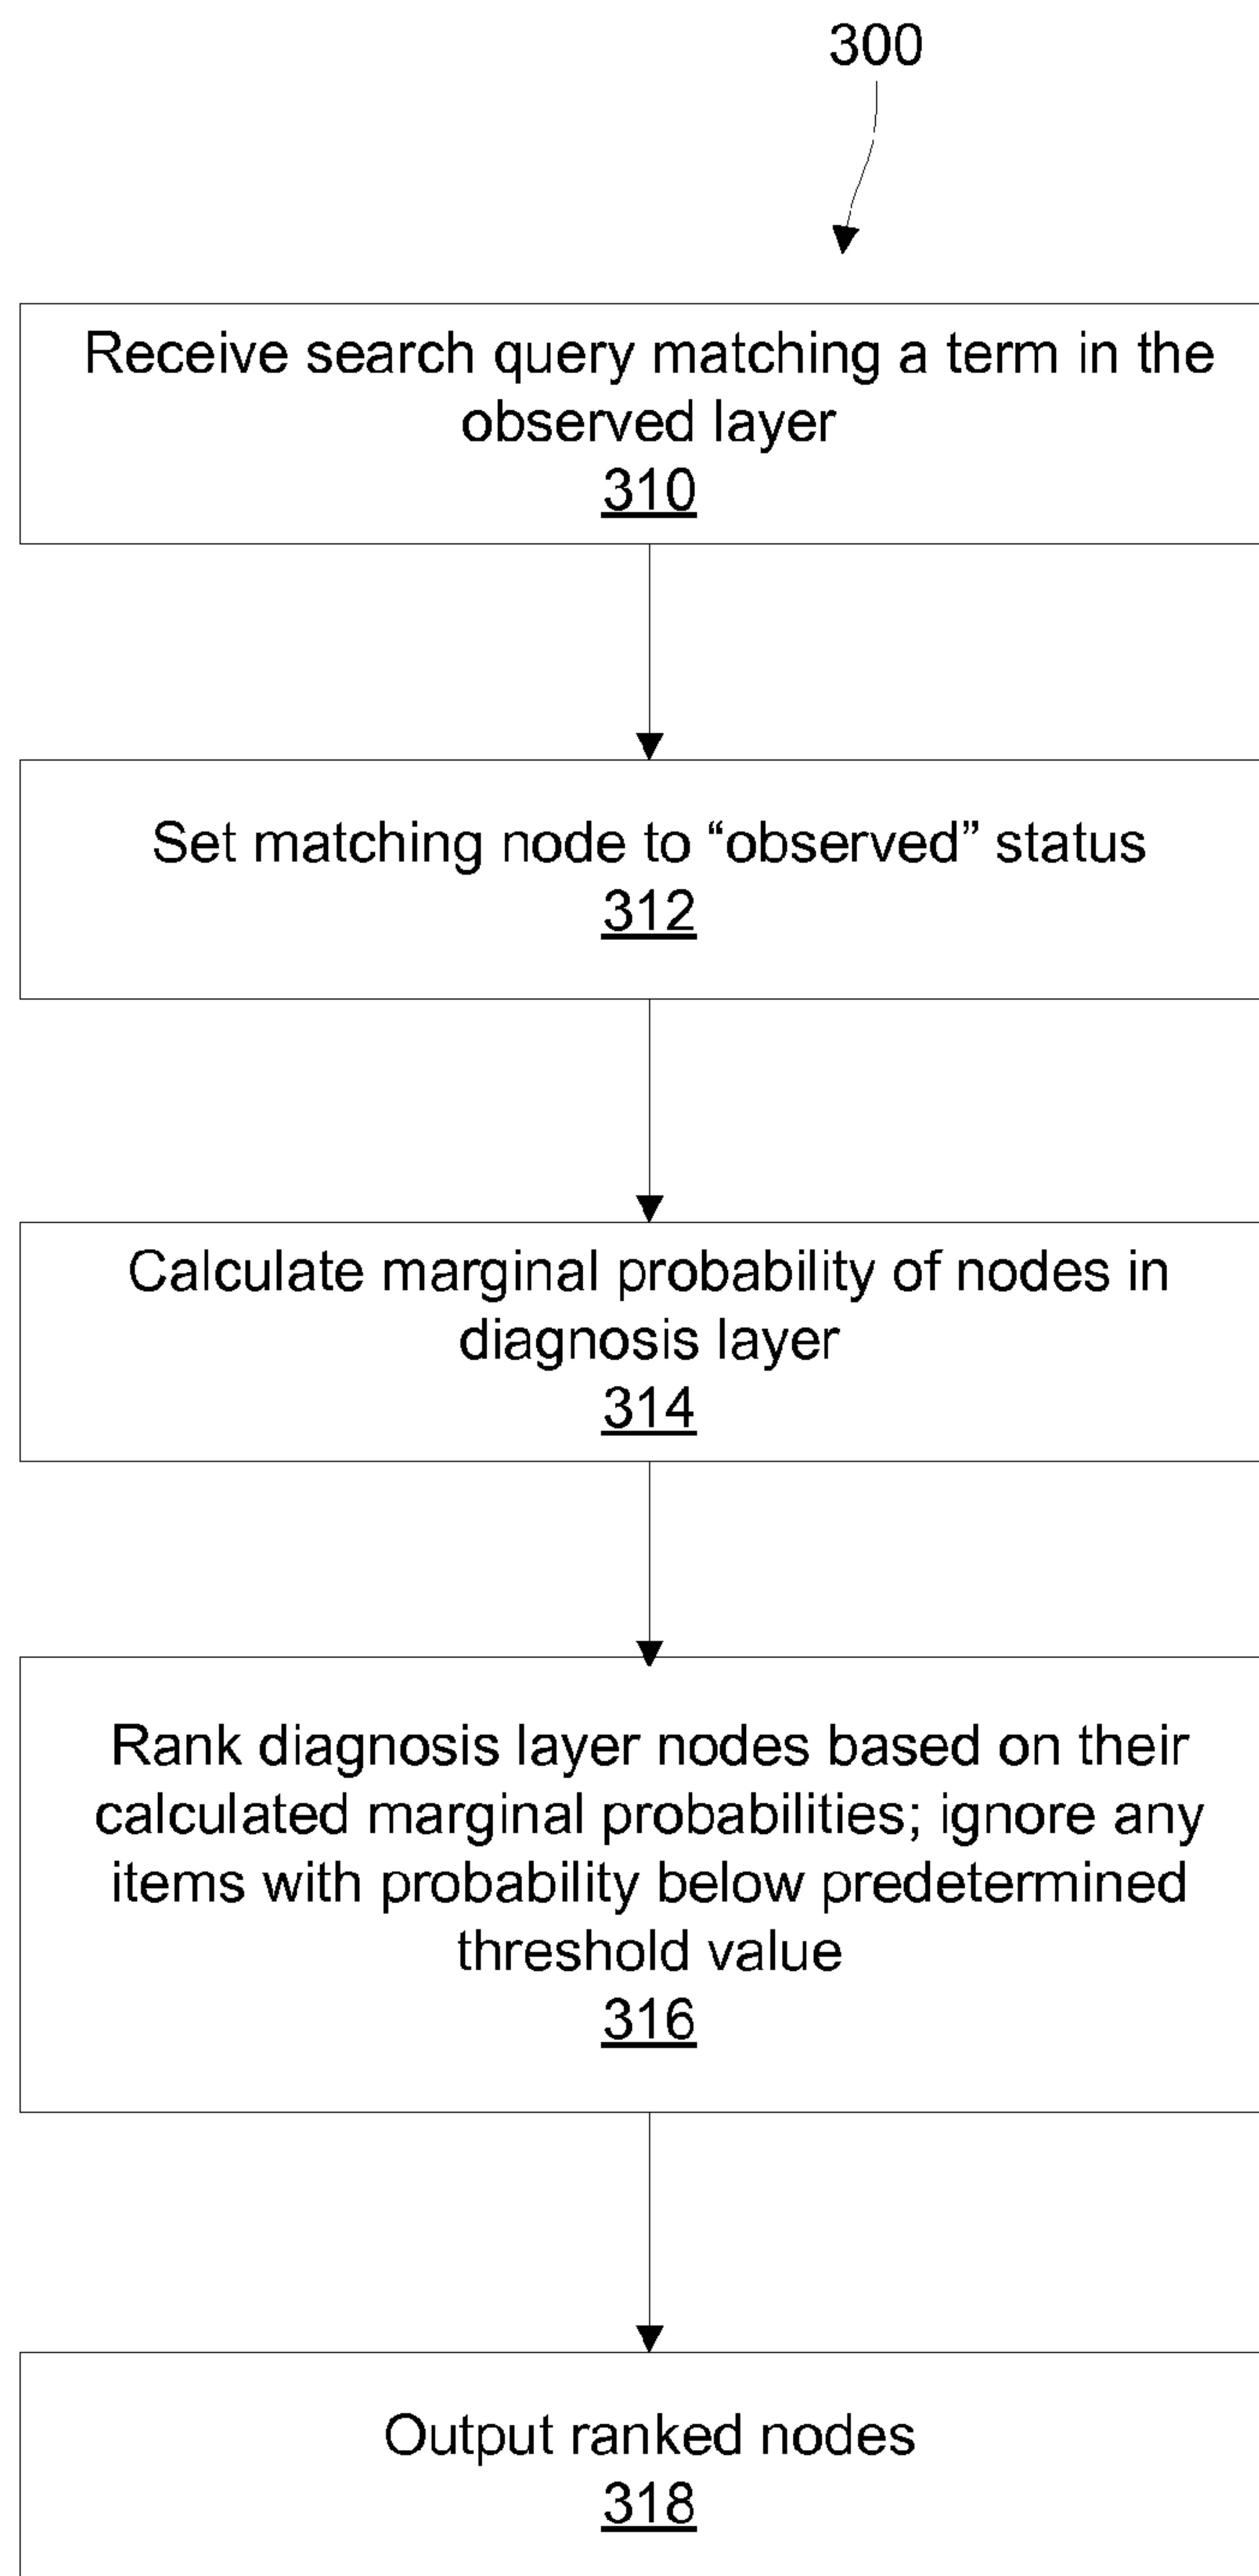 300
Receive search query matching a term in the
observed layer
310
Set matching node to “observed” status
312
Calculate marginal probability of nodes in
diagnosis layer
314
Rank diagnosis layer nodes based on their
calculated marginal probabilities; ignore any
items with probability below predetermined
threshold value
316
Output ranked nodes
318